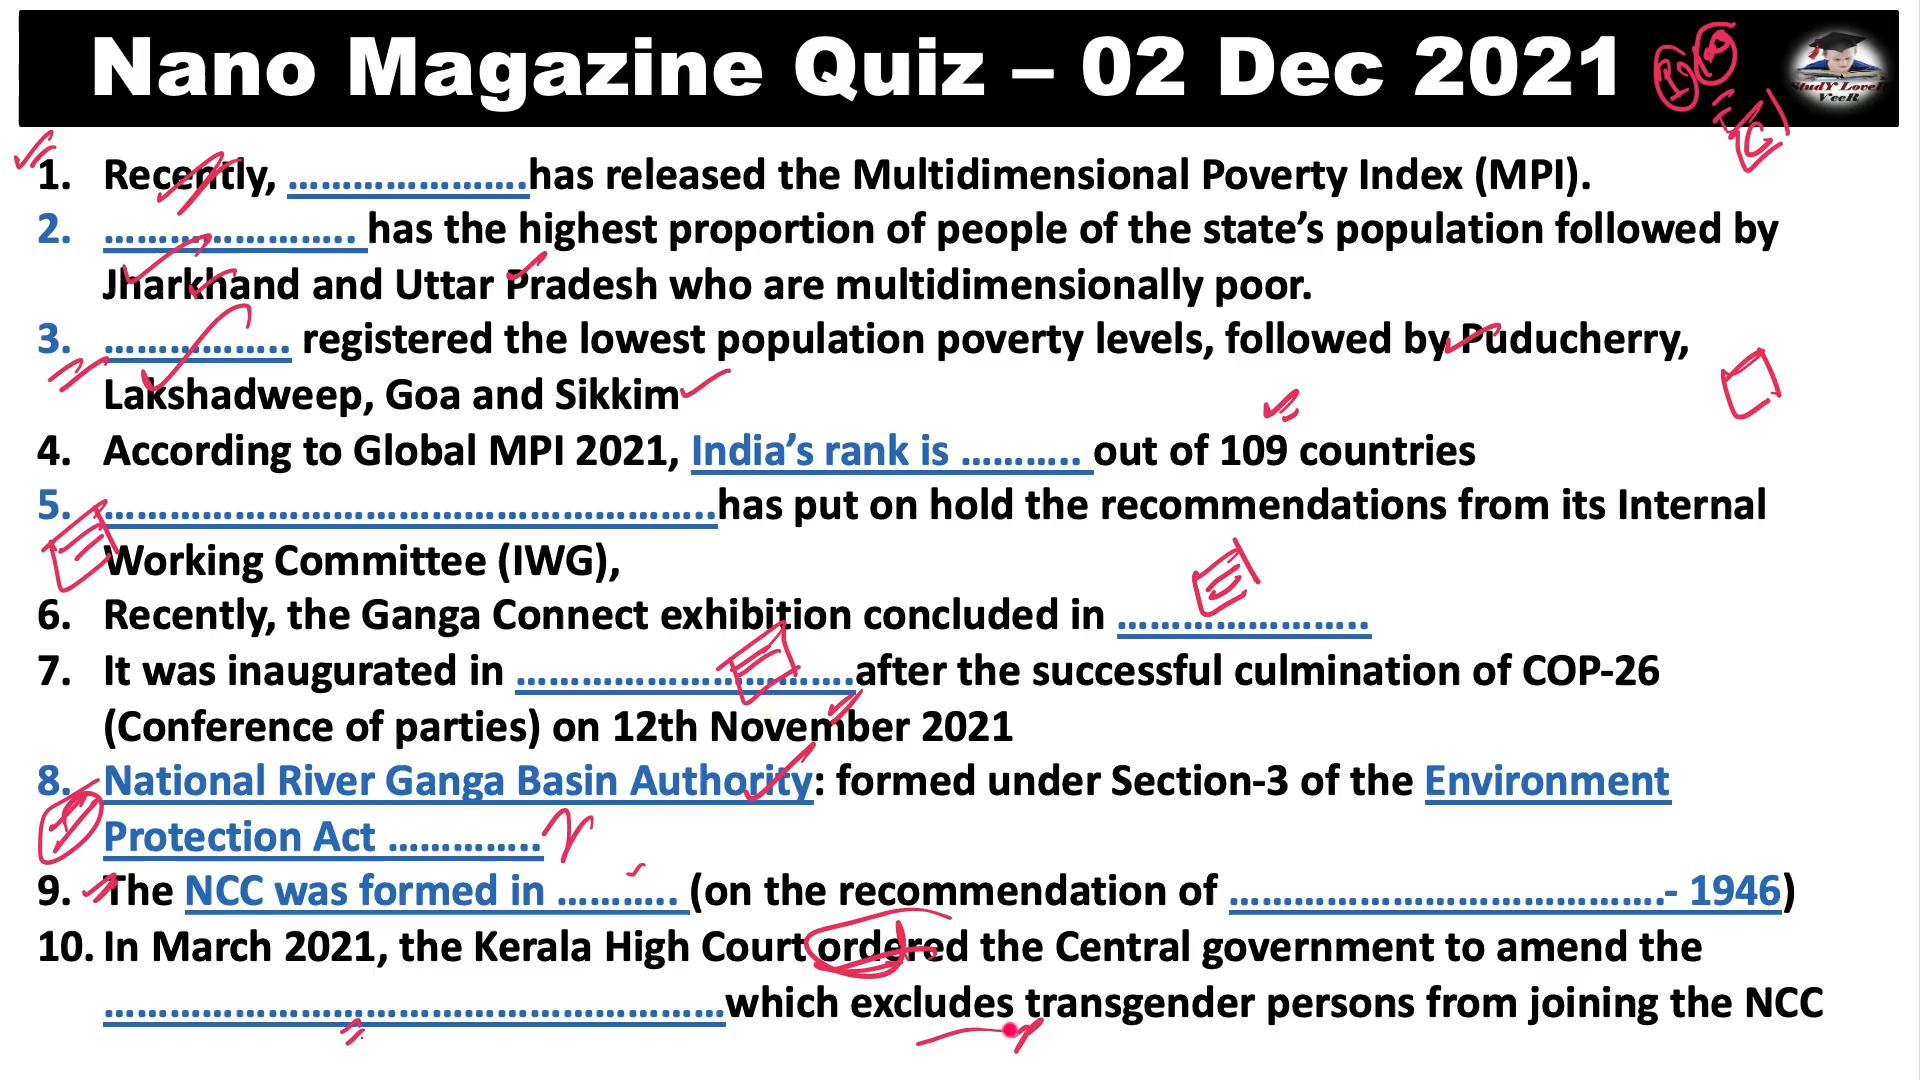 Nano Magazine Quiz – 02 Dec 2021
StudY LoveR
VeeR
1. Recently, ......................has released the Multidimensional Poverty Index (MPI).
2. ........................ has the highest proportion of people of the state’s population followed by
Jharkhand and Uttar Pradesh who are multidimensionally poor.
3. ................. registered the lowest population poverty levels, followed by Puducherry,
Lakshadweep, Goa and Sikkim
4. According to Global MPI 2021, India’s rank is ........... out of 109 countries
5. .........................................................has put on hold the recommendations from its Internal
Working Committee (IWG),
6. Recently, the Ganga Connect exhibition concluded in .......................
7. It was inaugurated in ...............................after the successful culmination of COP-26
(Conference of parties) on 12th November 2021
8. National River Ganga Basin Authority: formed under Section-3 of the Environment
Protection Act ..............
9. The NCC was formed in ........... (on the recommendation of ........................................- 1946)
10. In March 2021, the Kerala High Court ordered the Central government to amend the
.........................................................which excludes transgender persons from joining the NCC